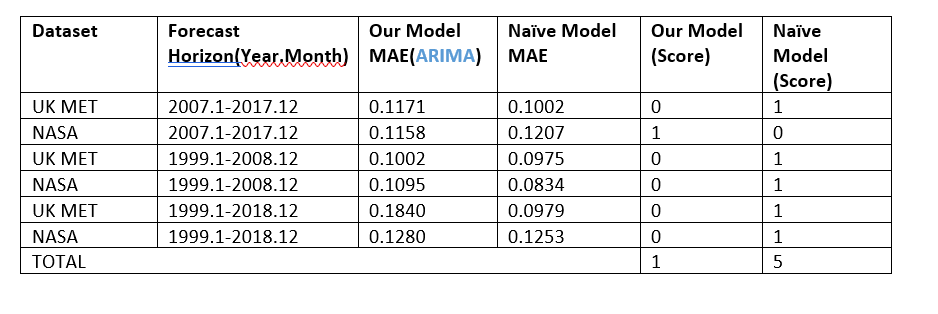 Dataset Forecast Horizon(Year,Month) Our Model MAE(ARIMA) Naïve Model MAE Our Model (Score) Naïve Model (Score)
UK MET 2007.1-2017.12 0.1171 0.1002 0 1
NASA 2007.1-2017.12 0.1158 0.1207 1 0
UK MET 1999.1-2008.12 0.1002 0.0975 0 1
NASA 1999.1-2008.12 0.1095 0.0834 0 1
UK MET 1999.1-2018.12 0.1840 0.0979 0 1
NASA 1999.1-2018.12 0.1280 0.1253 0 1
TOTAL 1 5